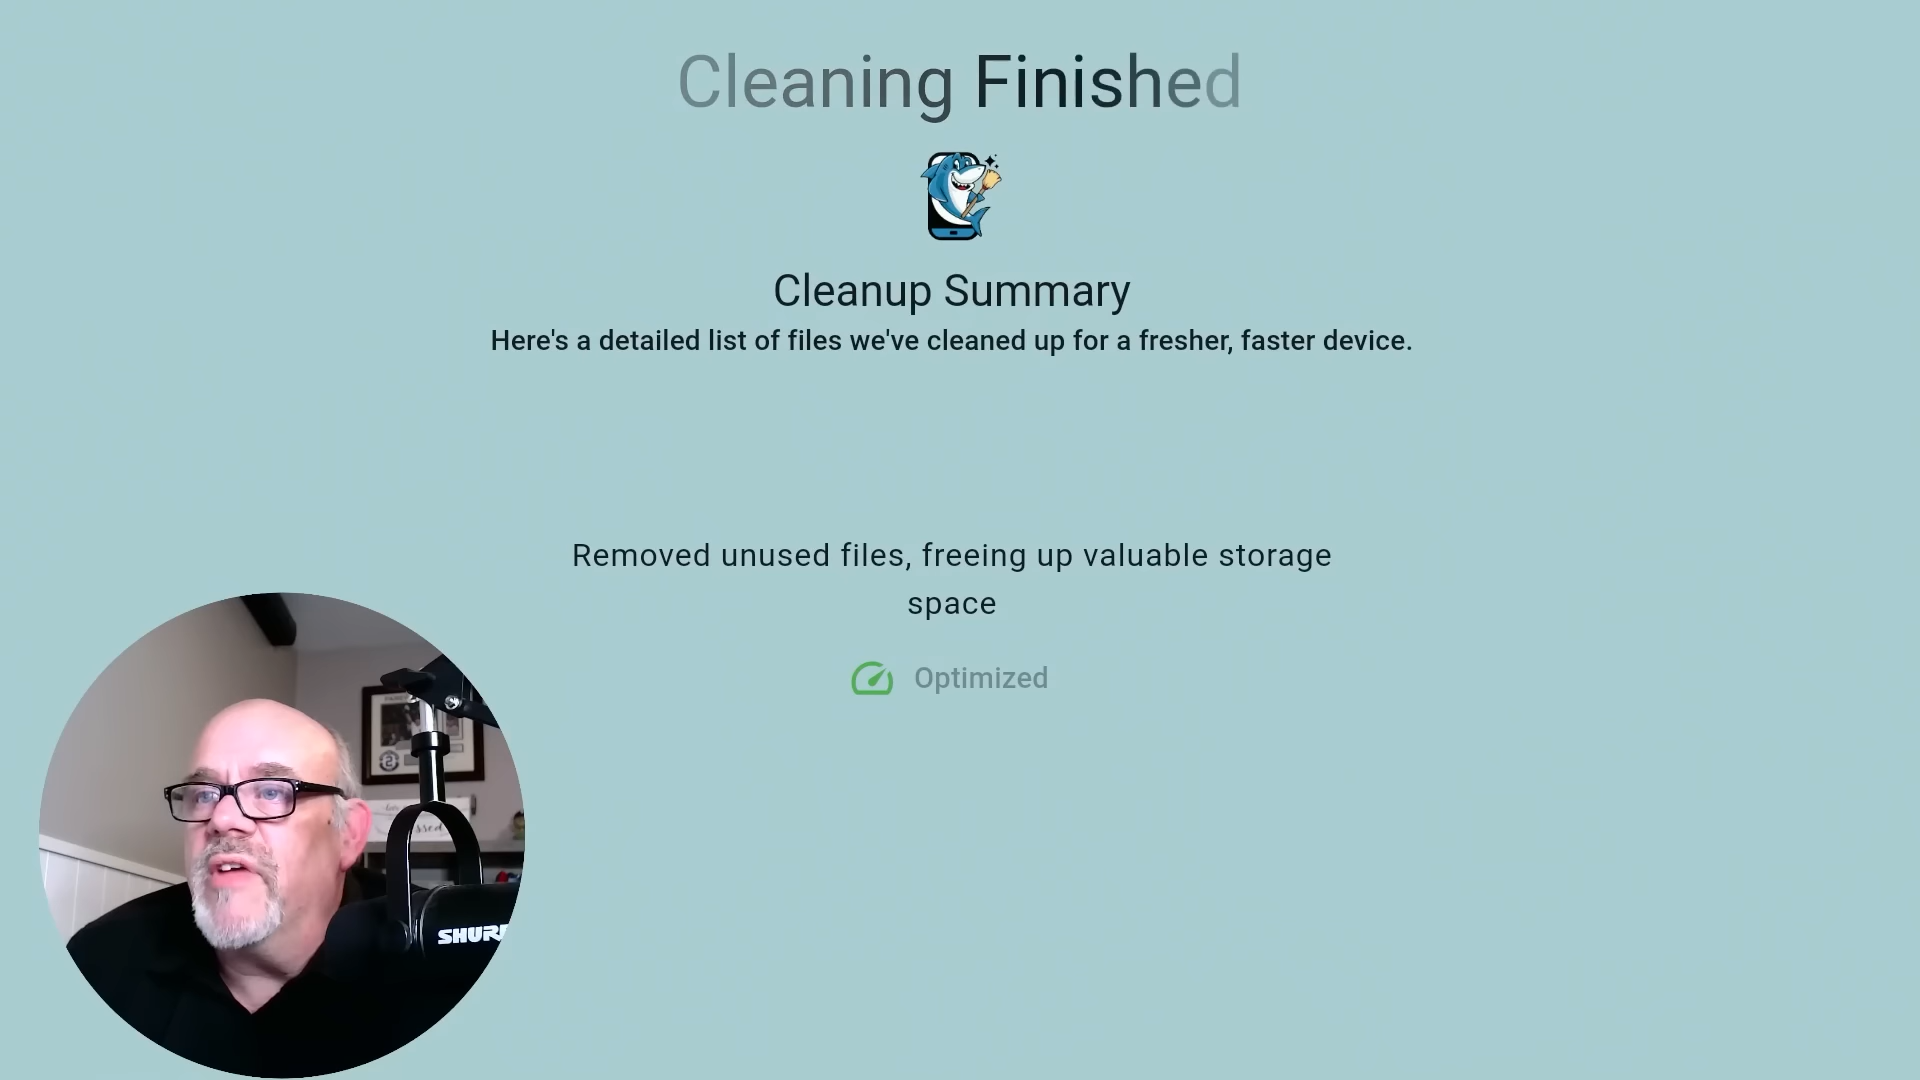 Cleaning Finished
Cleanup Summary
Here's a detailed list of files we've cleaned up for a fresher, faster device.
Removed unused files, freeing up valuable storage
space
Optimized
SHURE